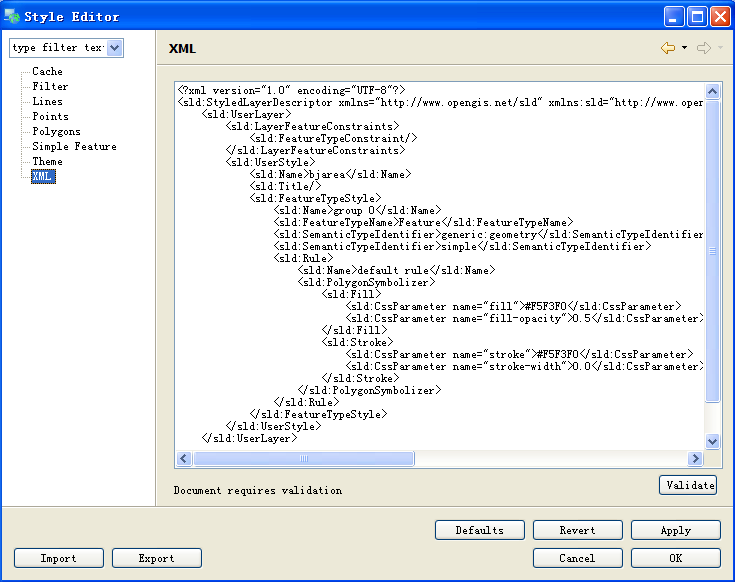 Style Editor
type filter tex
XML
Cache
Filter
Lines
Points
Polygons
Simple Feature
Theme
XML
<?xml version="1.0" encoding="UTF-8"?>
<sld:StyledLayerDescriptor xmlns="http://www.opengis.net/sld" xmlns:sld="http://www.open
<sld:UserLayer>
<sld:LayerFeatureConstraints>
<sld:FeatureTypeConstraint/>
</sld:LayerFeatureConstraints>
<sld:UserStyle>
<sld:Name>bjarea</sld:Name>
<sld:Title/>
<sld:FeatureTypeStyle>
<sld:Name>group 0</sld:Name>
<sld:FeatureTypeName>Feature</sld:FeatureTypeName>
<sld:SemanticTypeIdentifier>generic:geometry</sld:SemanticTypeIdentifier
<sld:SemanticTypeIdentifier>simple</sld:SemanticTypeIdentifier>
<sld:Rule>
<sld:Name>default rule</sld:Name>
<sld:PolygonSymbolizer>
<sld:Fill>
<sld:CssParameter name="fill">#F5F3F0</sld:CssParameter>
<sld:CssParameter name="fill-opacity">0.5</sld:CssParameter>
</sld:Fill>
<sld:Stroke>
<sld:CssParameter name="stroke">#F5F3F0</sld:CssParameter>
<sld:CssParameter name="stroke-width">0.0</sld:CssParameter>
</sld:Stroke>
</sld:PolygonSymbolizer>
</sld:Rule>
</sld:FeatureTypeStyle>
</sld:UserStyle>
</sld:UserLayer>
Document requires validation
Validate
Defaults
Revert
Apply
Import
Export
Cancel
OK